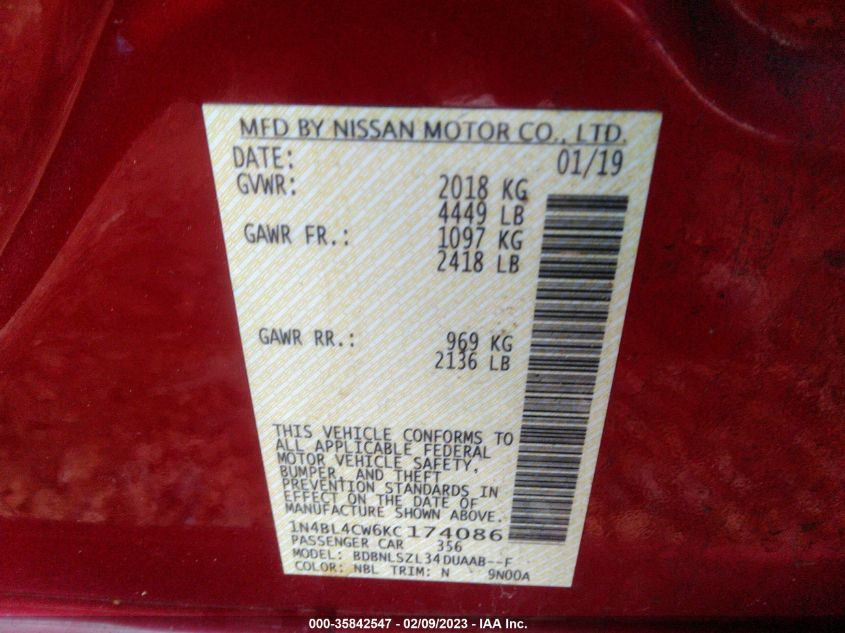 MFD BY NISSAN MOTOR CO., LTD.
DATE: 01/19
GVWR: 2018 KG
4449 LB
GAWR FR.: 1097 KG
2418 LB
GAWR RR.: 969 KG
2136 LB
THIS VEHICLE CONFORMS TO
ALL APPLICABLE FEDERAL
MOTOR VEHICLE SAFETY,
BUMPER, AND THEFT
PREVENTION STANDARDS IN
EFFECT ON THE DATE OF
MANUFACTURE SHOWN ABOVE.
1N4BL4CW6KC174086
PASSENGER CAR 356
MODEL: BDBNLSZL34DUAAB--F
COLOR: NBL TRIM: N 9N00A
000-35842547 - 02/09/2023 - IAA Inc.